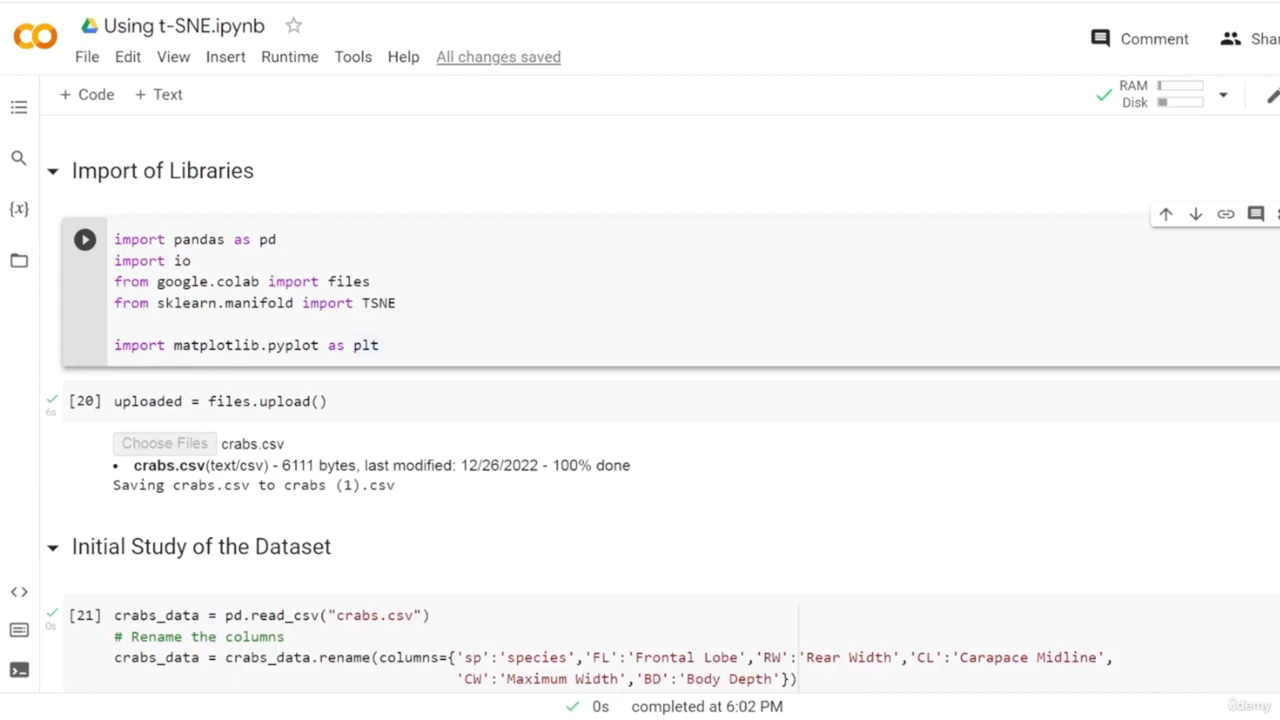 Using t-SNE.ipynb
File Edit View Insert Runtime Tools Help All changes saved
Comment
Shar
+ Code + Text
RAM
Disk
Import of Libraries
{x}
import pandas as pd
import io
from google.colab import files
from sklearn.manifold import TSNE
import matplotlib.pyplot as plt
[20] uploaded = files.upload()
6s
Choose Files crabs.csv
• crabs.csv(text/csv) - 6111 bytes, last modified: 12/26/2022 - 100% done
Saving crabs.csv to crabs (1).csv
Initial Study of the Dataset
[21] crabs_data = pd.read_csv("crabs.csv")
0s
# Rename the columns
crabs_data = crabs_data.rename(columns={'sp':'species','FL':'Frontal Lobe','RW':'Rear Width','CL':'Carapace Midline',
'CW':'Maximum Width','BD':'Body Depth'})
0s completed at 6:02 PM
ûdemy